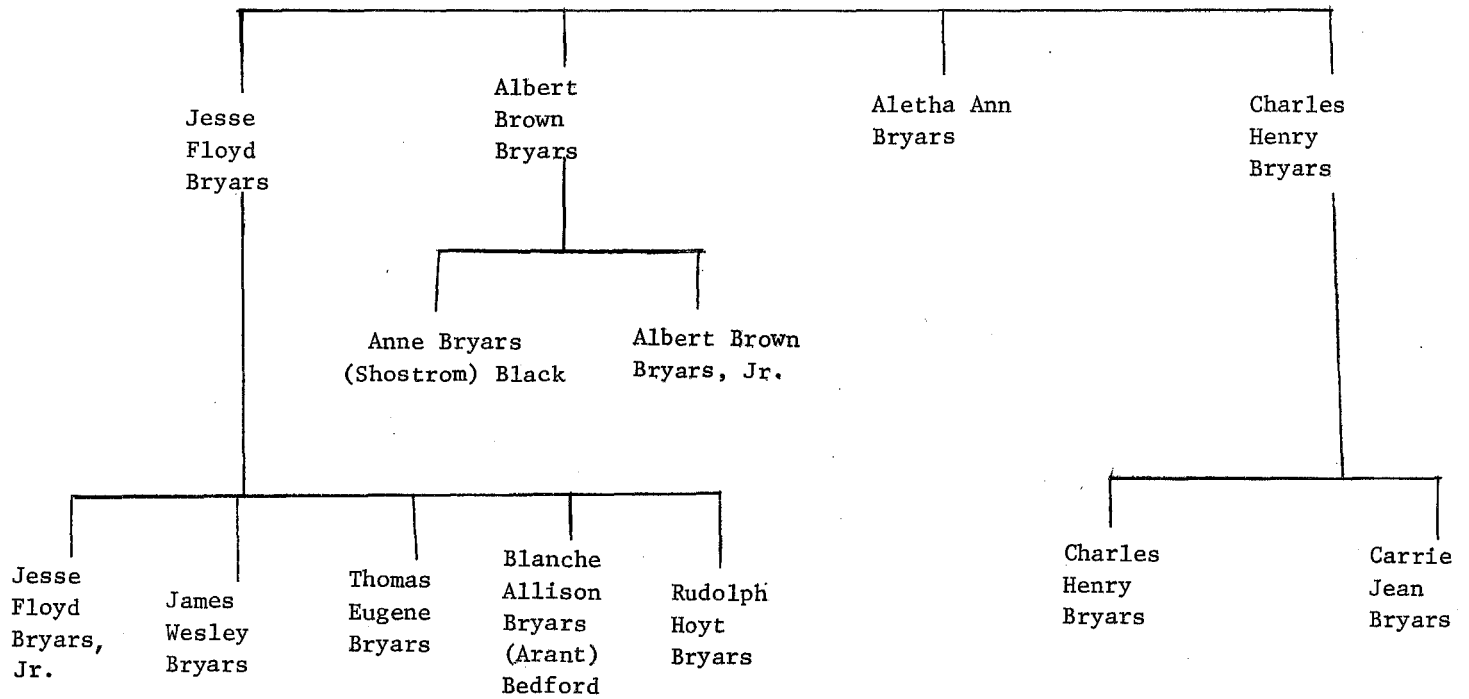 Jesse
Floyd
Bryars
Albert
Brown
Bryars
Aletha Ann
Bryars
Charles
Henry
Bryars
Anne Bryars
(Shostrom) Black
Albert Brown
Bryars, Jr.
Jesse
Floyd
Bryars,
Jr.
James
Wesley
Bryars
Thomas
Eugene
Bryars
Blanche
Allison
Bryars
(Arant)
Bedford
Rudolph
Hoyt
Bryars
Charles
Henry
Bryars
Carrie
Jean
Bryars